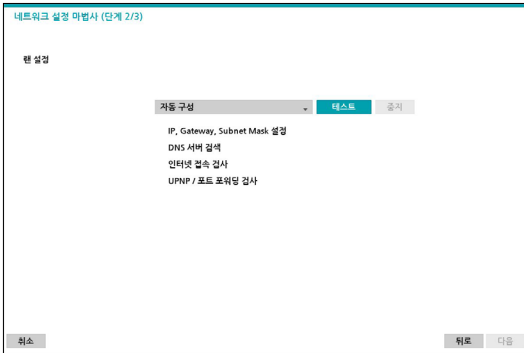 네트워크 설정 마법사 (단계 2/3)
랜 설정
자동 구성 테스트 중지
IP, Gateway, Subnet Mask 설정
DNS 서버 검색
인터넷 접속 검사
UPNP / 포트 포워딩 검사
취소 뒤로 다음